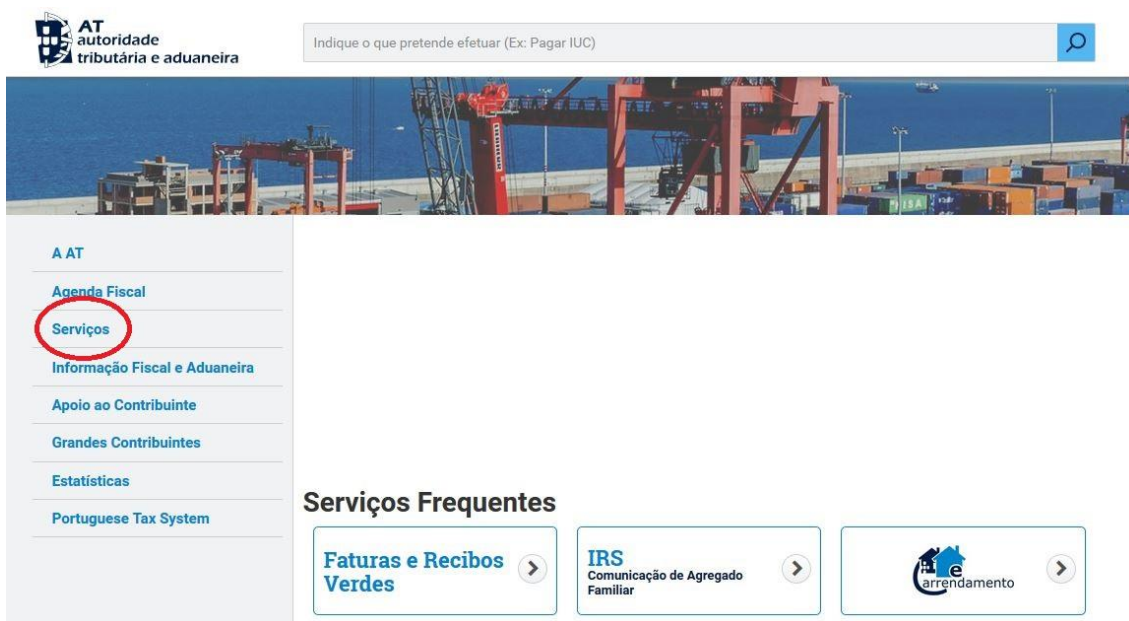 AT
autoridade
tributária e aduaneira
Indique o que pretende efetuar (Ex: Pagar IUC)
A AT
Agenda Fiscal
Serviços
Informação Fiscal e Aduaneira
Apoio ao Contribuinte
Grandes Contribuintes
Estatísticas
Portuguese Tax System
Serviços Frequentes
Faturas e Recibos
Verdes
IRS
Comunicação de Agregado
Familiar
e
arrendamento